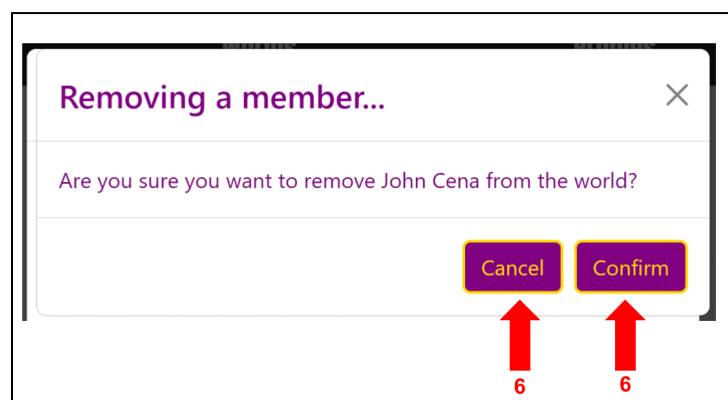 Removing a member...
Are you sure you want to remove John Cena from the world?
Cancel Confirm
6 6